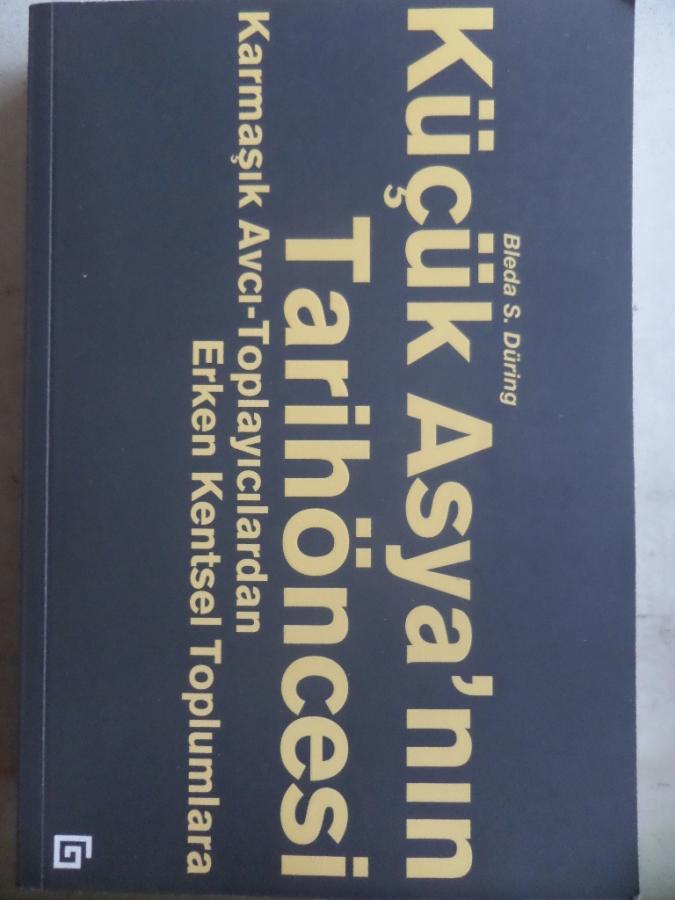 Bleda S. Düring
Küçük Asya'nın
Tarihöncesi
Karmaşık Avcı-Toplayıcılardan
Erken Kentsel Toplumlara